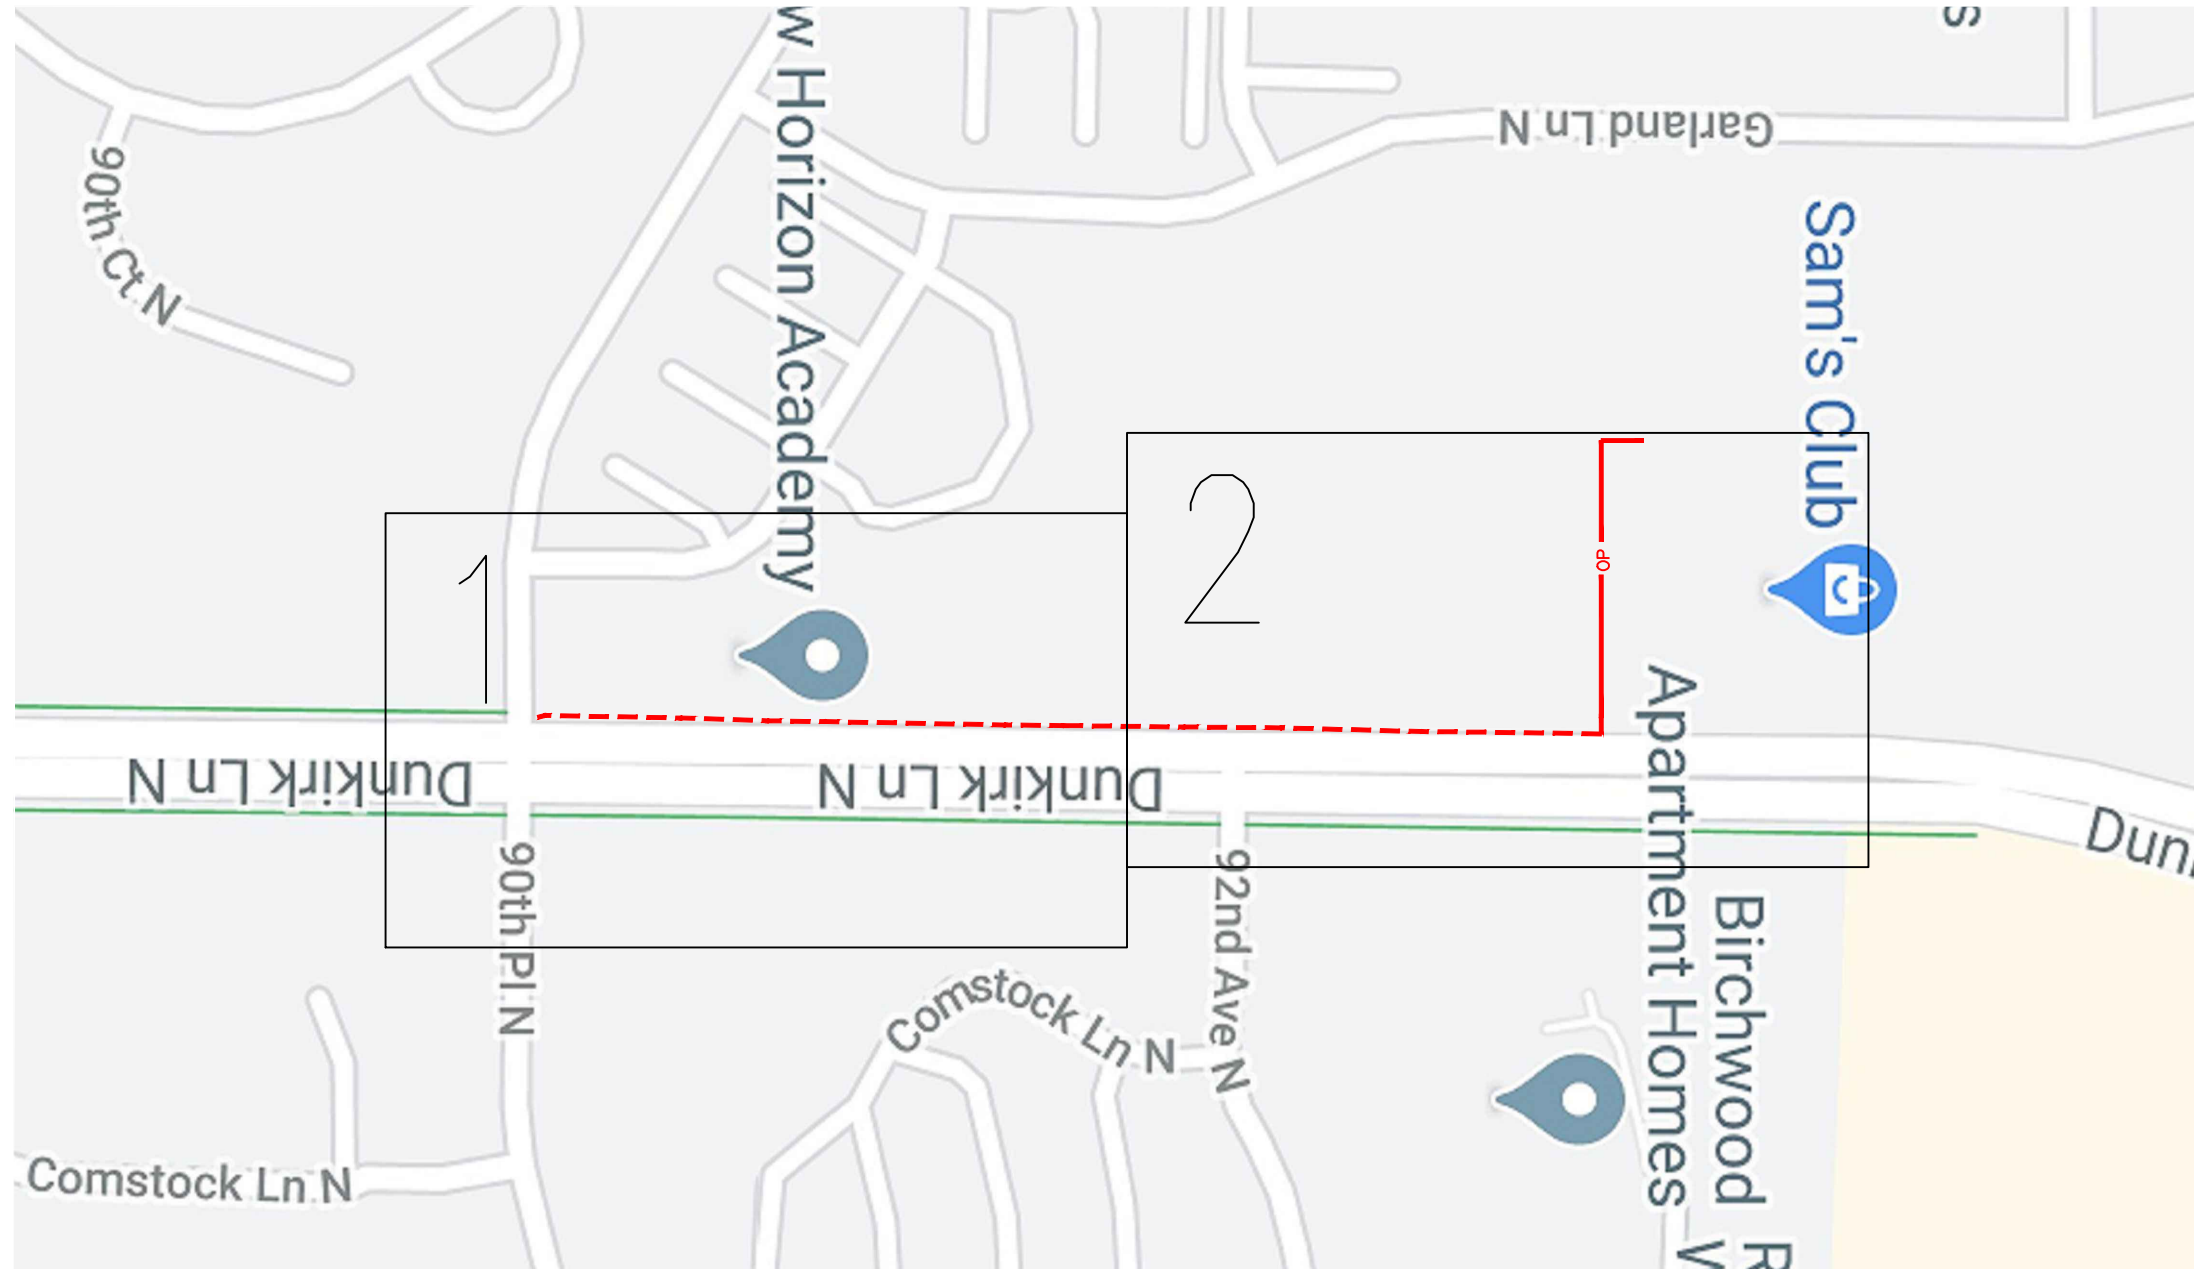 w Horizon Academy
s
Garland Ln N
90th Ct N
Sam's Club
1
2
OP
Dunkirk Ln N
Dunkirk Ln N
Dun
90th Pl N
92nd Ave N
Comstock Ln N
Comstock Ln N
Birchwood
Apartment Homes
R